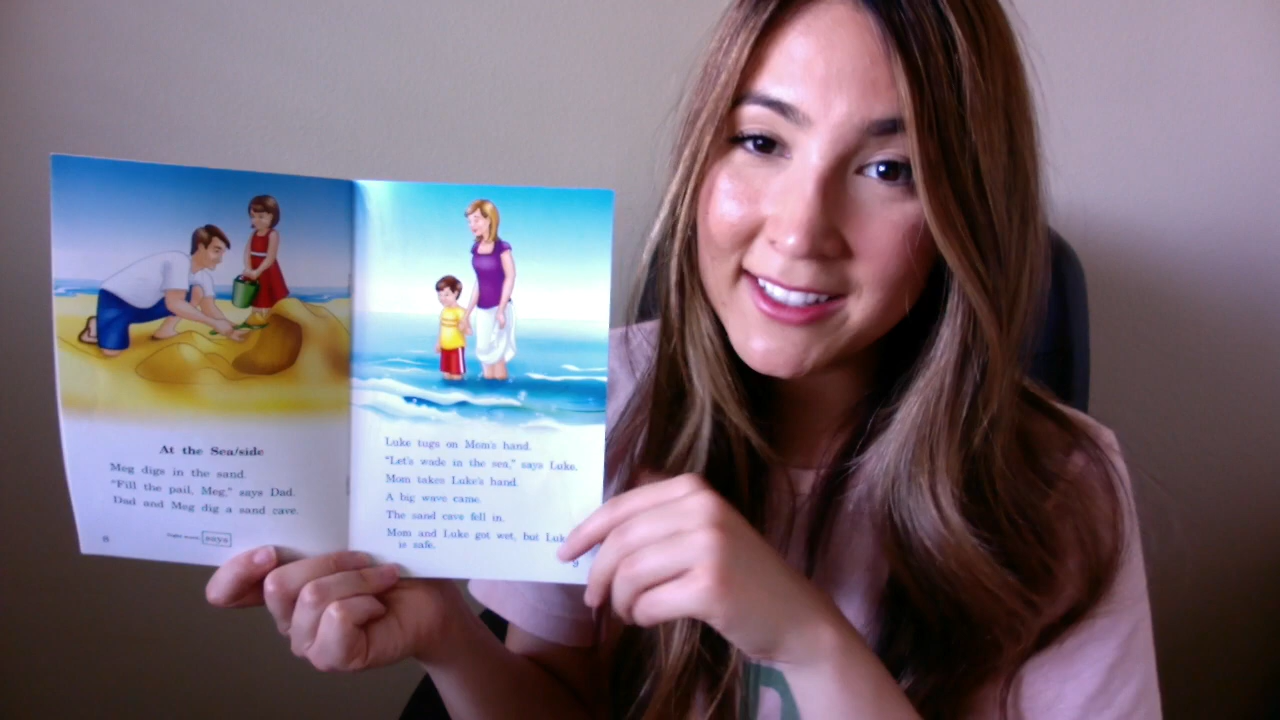 At the Sea/side
Meg digs in the sand.
"Fill the pail, Meg," says Dad.
Dad and Meg dig a sand cave.
says
8
Luke tugs on Mom's hand.
"Let's wade in the sea," says Luke.
Mom takes Luke's hand.
A big wave came.
The sand cave fell in.
Mom and Luke got wet, but
is safe.
9